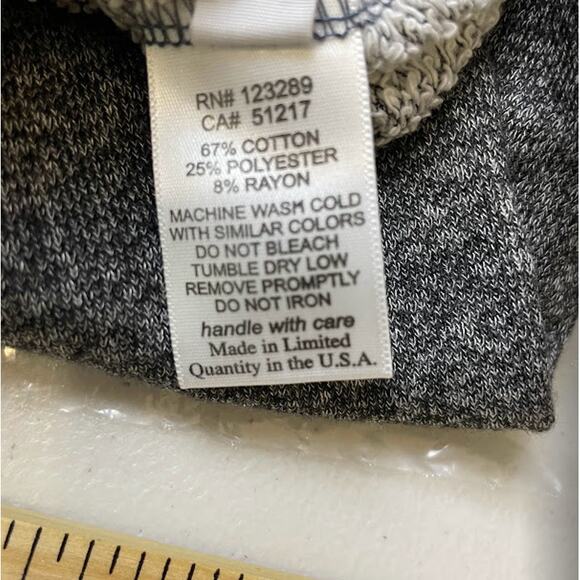 RN# 123289
CA# 51217
67% COTTON
25% POLYESTER
8% RAYON
MACHINE WASH COLD
WITH SIMILAR COLORS
DO NOT BLEACH
TUMBLE DRY LOW
REMOVE PROMPTLY
DO NOT IRON
handle with care
Made in Limited
Quantity in the U.S.A.